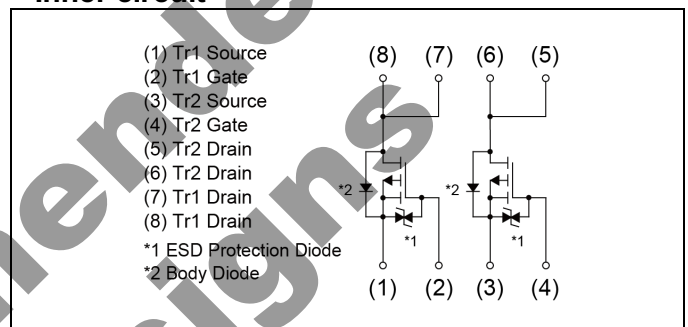 (1) Tr1 Source
(2) Tr1 Gate
(3) Tr2 Source
(4) Tr2 Gate
(5) Tr2 Drain
(6) Tr2 Drain
(7) Tr1 Drain
(8) Tr1 Drain
*1 ESD Protection Diode
*2 Body Diode
(8) (7) (6) (5)
*2 *2
*1 *1
(1) (2) (3) (4)